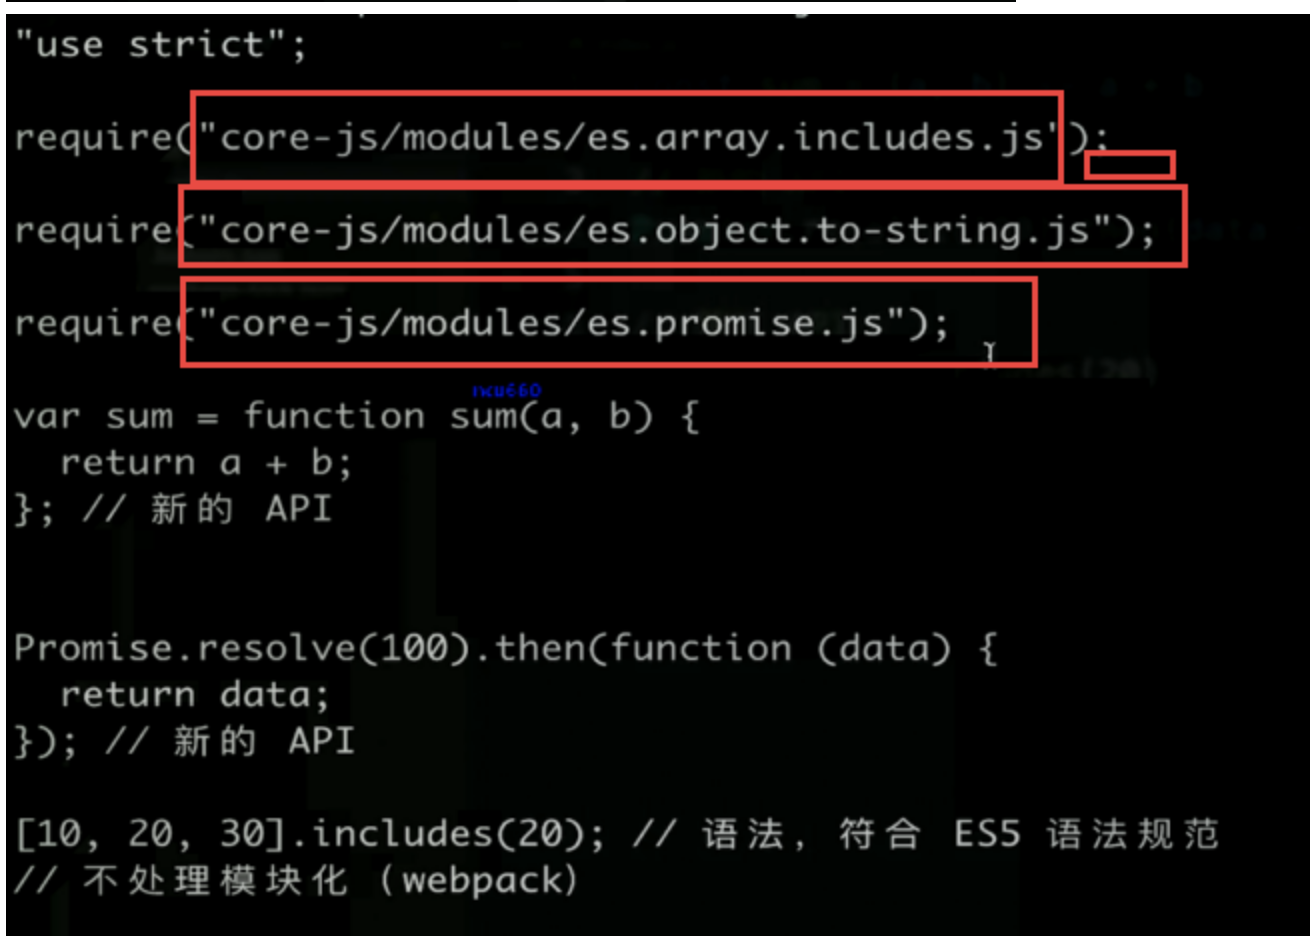 "use strict";
require("core-js/modules/es.array.includes.js");
require("core-js/modules/es.object.to-string.js");
require("core-js/modules/es.promise.js");
var sum = function sum(a, b) {
  return a + b;
}; // 新的 API
Promise.resolve(100).then(function (data) {
  return data;
}); // 新的 API
[10, 20, 30].includes(20); // 语法, 符合 ES5 语法规范
// 不处理模块化 (webpack)